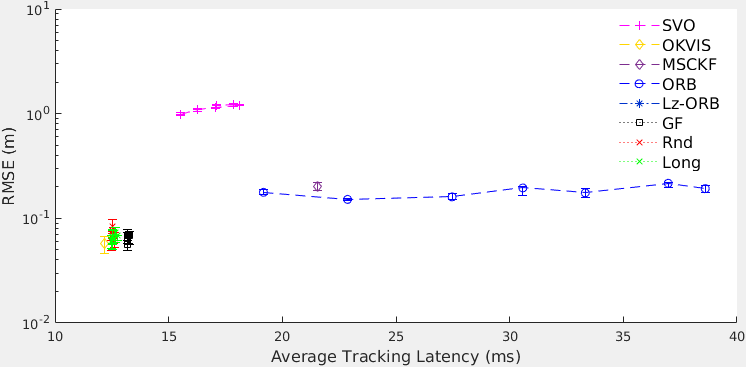 10^1
10^0
10^-1
10^-2
RMSE (m)
10 15 20 25 30 35 40
Average Tracking Latency (ms)
SVO
OKVIS
MSCKF
ORB
Lz-ORB
GF
Rnd
Long